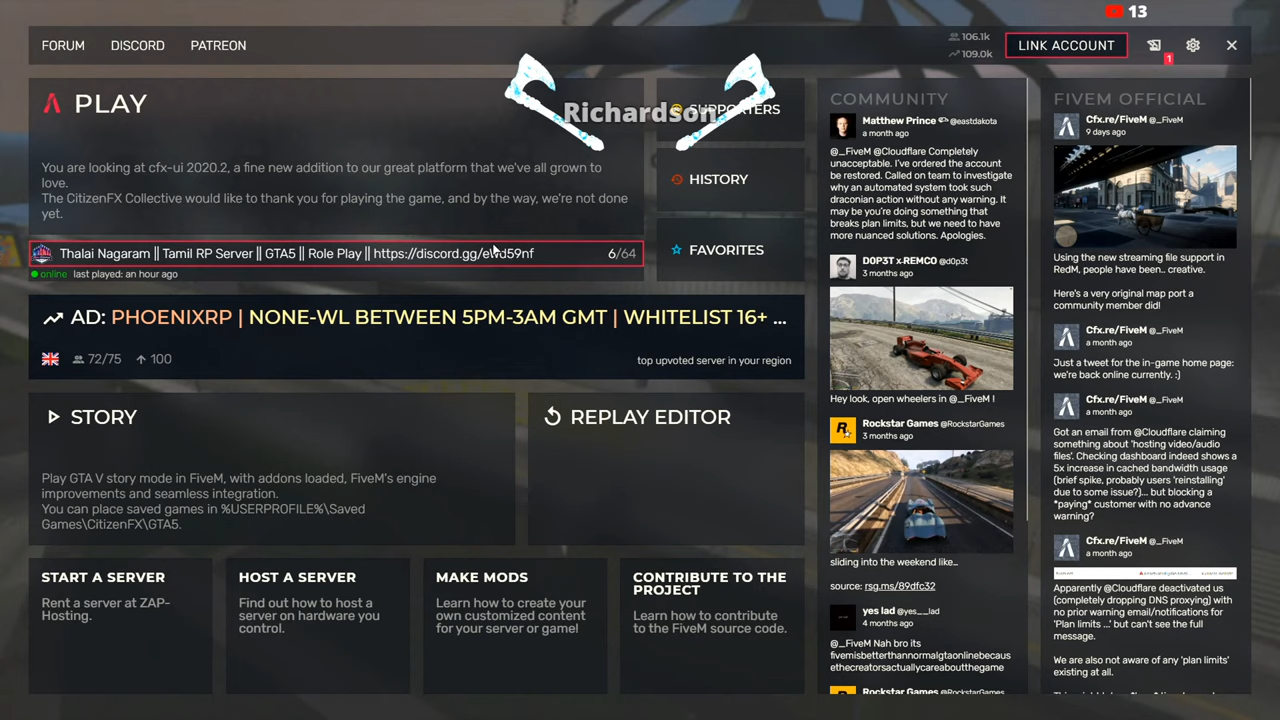 13
FORUM
DISCORD
PATREON
106.1k
109.0k
LINK ACCOUNT
1
Richardson
PLAY
You are looking at cfx-ui 2020.2, a fine new addition to our great platform that we've all grown to
love.
The CitizenFX Collective would like to thank you for playing the game, and by the way, we're not done
yet.
Thalai Nagaram || Tamil RP Server || GTA5 || Role Play || https://discord.gg/ewd59nf
6/64
online last played: an hour ago
SUPPORTERS
HISTORY
FAVORITES
AD: PHOENIXRP | NONE-WL BETWEEN 5PM-3AM GMT | WHITELIST 16+ ...
72/75
100
top upvoted server in your region
STORY
Play GTA V story mode in FiveM, with addons loaded, FiveM's engine
improvements and seamless integration.
You can place saved games in %USERPROFILE%\Saved
Games\CitizenFX\GTA5.
REPLAY EDITOR
START A SERVER
Rent a server at ZAP-
Hosting.
HOST A SERVER
Find out how to host a
server on hardware you
control.
MAKE MODS
Learn how to create your
own customized content
for your server or game!
CONTRIBUTE TO THE
PROJECT
Learn how to contribute
to the FiveM source code.
COMMUNITY
Matthew Prince @eastdakota
a month ago
@_FiveM @Cloudflare Completely
unacceptable. I've ordered the account
be restored. Called on team to investigate
why an automated system took such
draconian action without any warning. It
may be you're doing something that
breaks plan limits, but we need to have
more nuanced solutions. Apologies.
D0P3T x REMCO @d0p3t
3 months ago
Hey look, open wheelers in @_FiveM !
Rockstar Games @RockstarGames
3 months ago
sliding into the weekend like…
source: rsg.ms/89dfc32
yes lad @yes__lad
4 months ago
@_FiveM Nah bro its
fivemisbetterthannormalgtaonlinebecaus
ethecreatorsactuallycareaboutthegame
Rockstar Games @RockstarGames
FIVEM OFFICIAL
Cfx.re/FiveM @_FiveM
9 days ago
Using the new streaming file support in
RedM, people have been.. creative.
Here's a very original map port a
community member did!
Cfx.re/FiveM @_FiveM
a month ago
Just a tweet for the in-game home page:
we're back online currently. :)
Cfx.re/FiveM @_FiveM
a month ago
Got an email from @Cloudflare claiming
something about 'hosting video/audio
files'. Checking dashboard indeed shows a
5x increase in cached bandwidth usage
(brief spike, probably users 'reinstalling'
due to some issue?)... but blocking a
*paying* customer with no advance
warning?
Cfx.re/FiveM @_FiveM
a month ago
Apparently @Cloudflare deactivated us
(completely dropping DNS proxying) with
no prior warning email/notifications for
'Plan limits ...' but can't see the full
message.
We are also not aware of any 'plan limits'
existing at all.